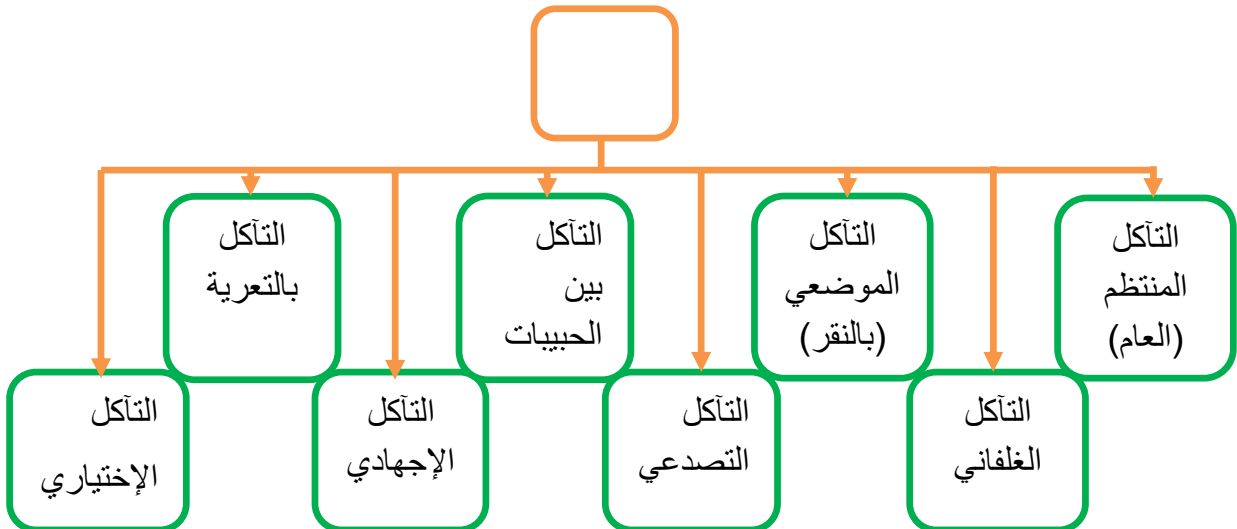 التآكل
المنتظم
(العام)
التآكل
الموضعي
(بالنقر)
التآكل
بين
الحبيبات
التآكل
بالتعرية
التآكل
الغلفاني
التآكل
التصدعي
التآكل
الإجهادي
التآكل
الإختياري